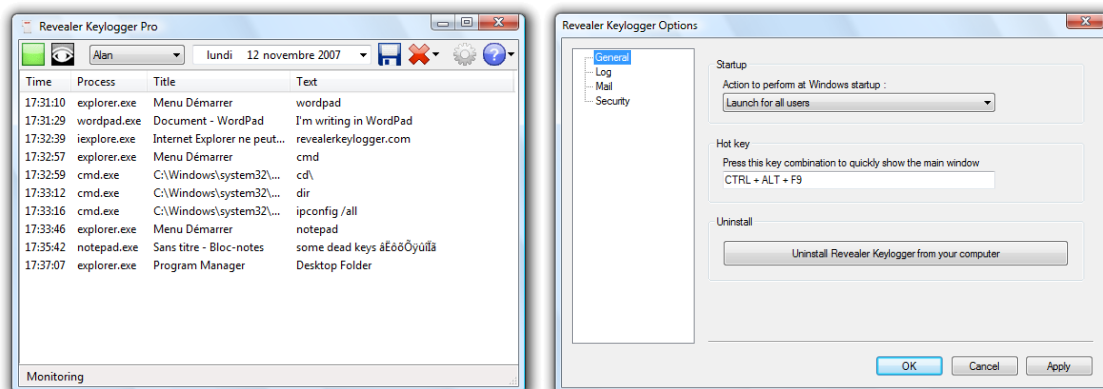 Revealer Keylogger Pro
Alan
lundi 12 novembre 2007
Time Process Title Text
17:31:10 explorer.exe Menu Démarrer wordpad
17:31:29 wordpad.exe Document - WordPad I'm writing in WordPad
17:32:39 iexplore.exe Internet Explorer ne peut... revealerkeylogger.com
17:32:57 explorer.exe Menu Démarrer cmd
17:32:59 cmd.exe C:\Windows\system32\... cd\
17:33:12 cmd.exe C:\Windows\system32\... dir
17:33:16 cmd.exe C:\Windows\system32\... ipconfig /all
17:33:46 explorer.exe Menu Démarrer notepad
17:35:42 notepad.exe Sans titre - Bloc-notes some dead keys
17:37:07 explorer.exe Program Manager Desktop Folder
Monitoring
Revealer Keylogger Options
General
Log
Mail
Security
Startup
Action to perform at Windows startup :
Launch for all users
Hot key
Press this key combination to quickly show the main window
CTRL + ALT + F9
Uninstall
Uninstall Revealer Keylogger from your computer
OK Cancel Apply